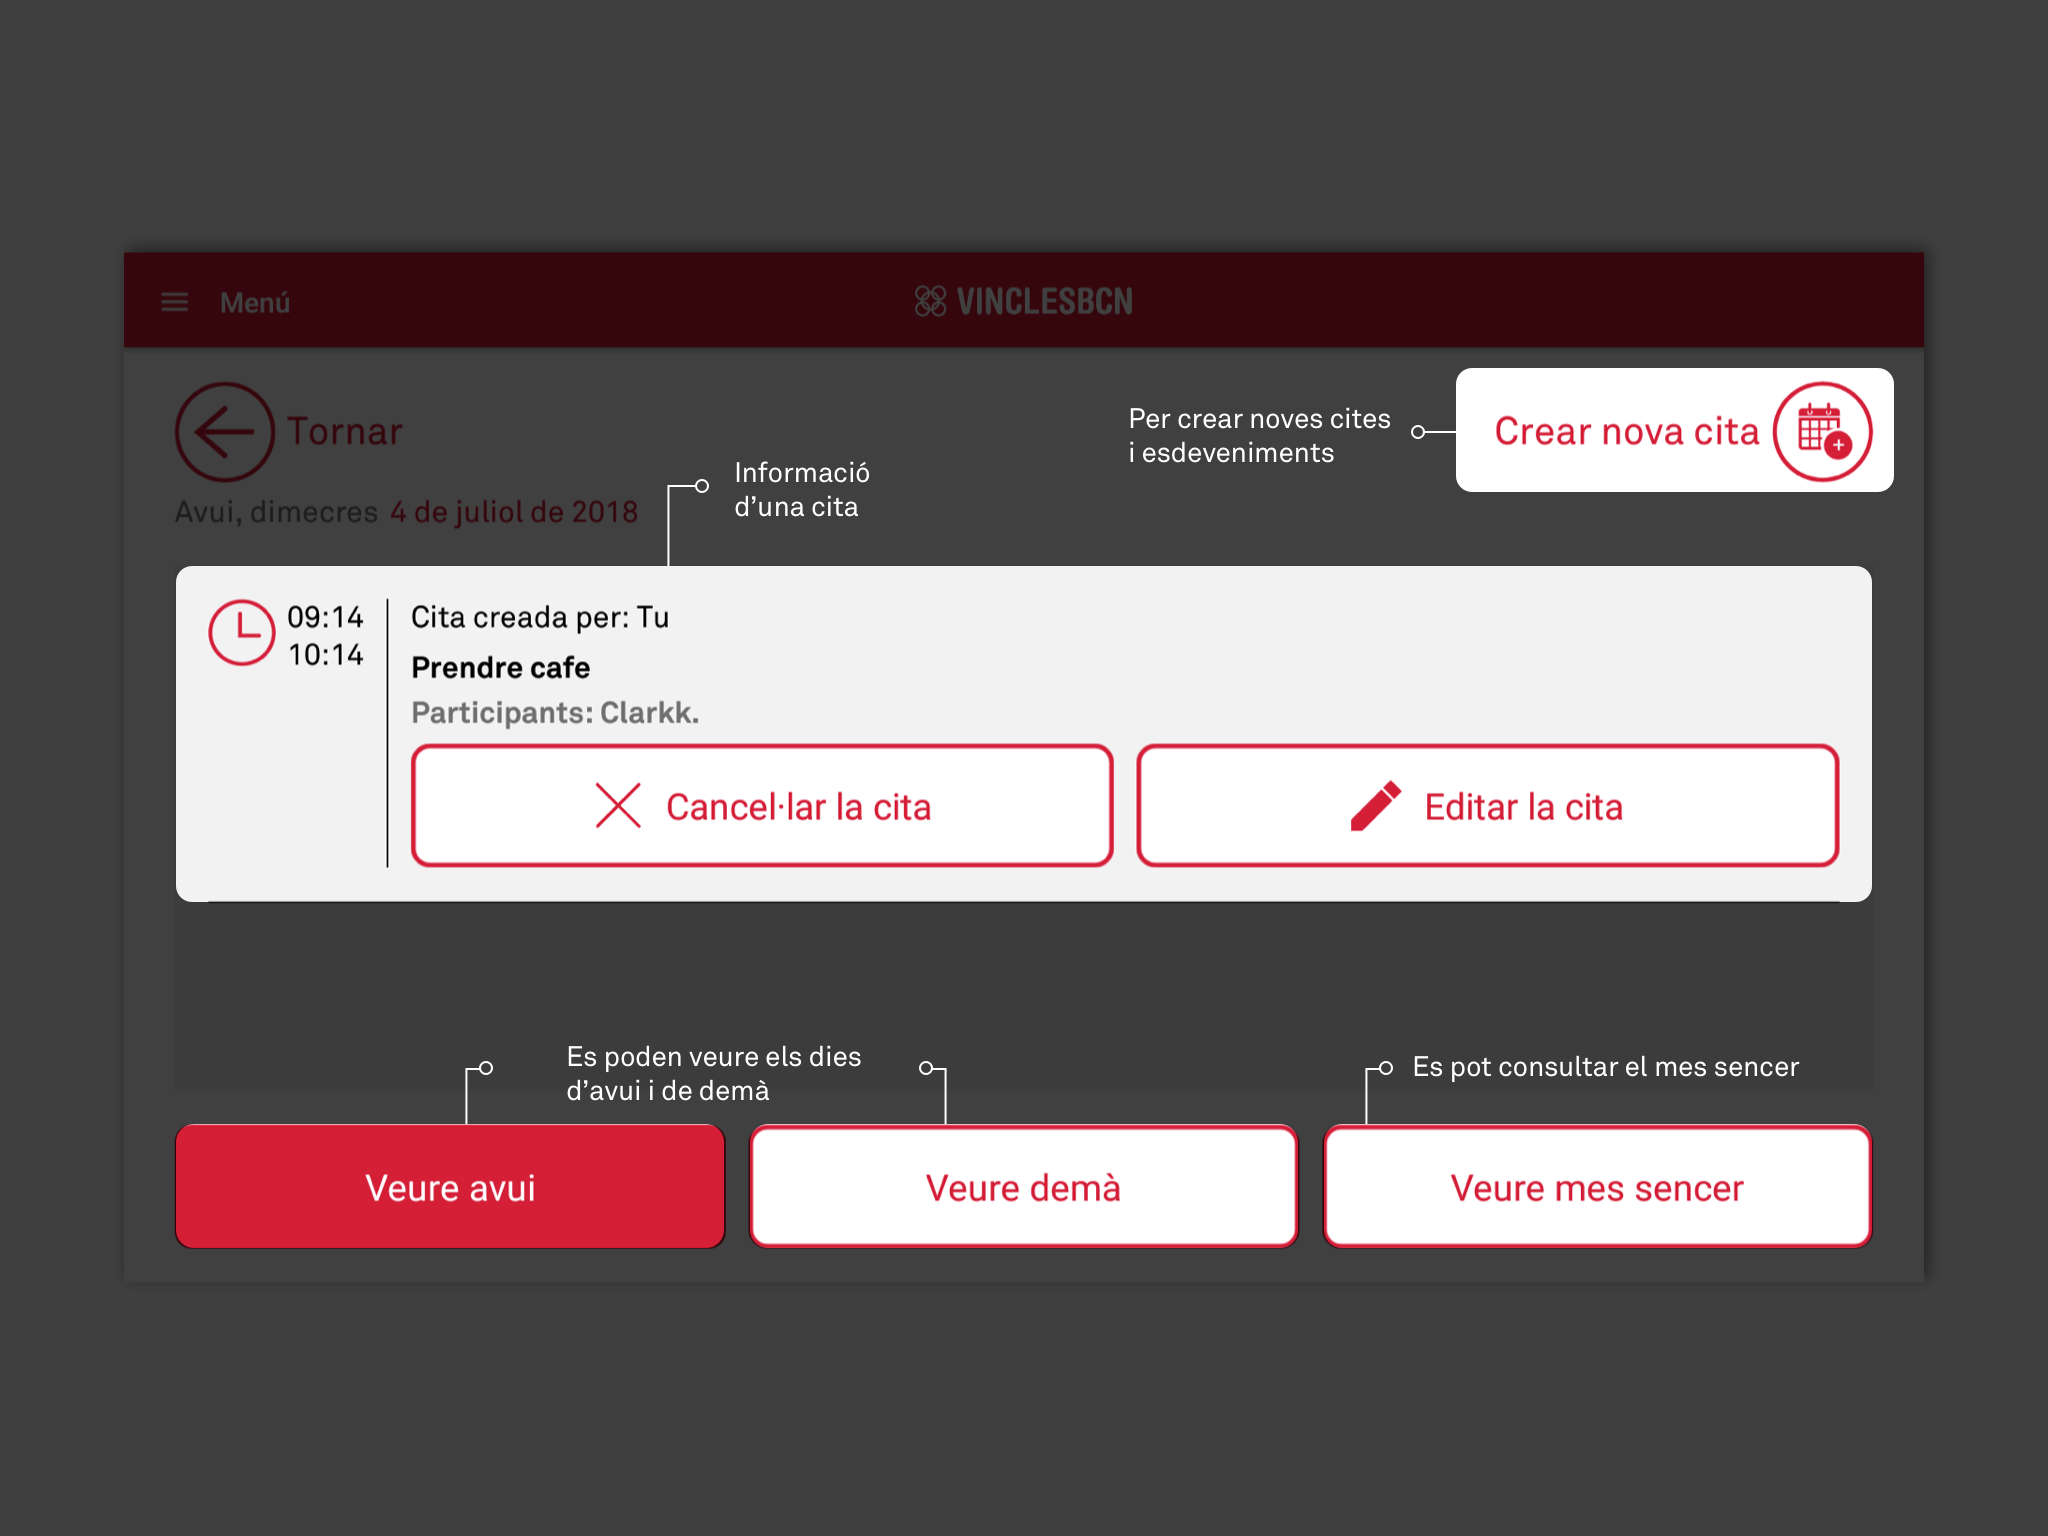 Menú
VINCLESBCN
Tornar
Per crear noves cites
i esdeveniments
Crear nova cita
Informació
d’una cita
Avui, dimecres 4 de juliol de 2018
09:14
10:14
Cita creada per: Tu
Prendre cafe
Participants: Clarkk.
Cancel·lar la cita
Editar la cita
Es poden veure els dies
d’avui i de demà
Es pot consultar el mes sencer
Veure avui
Veure demà
Veure mes sencer